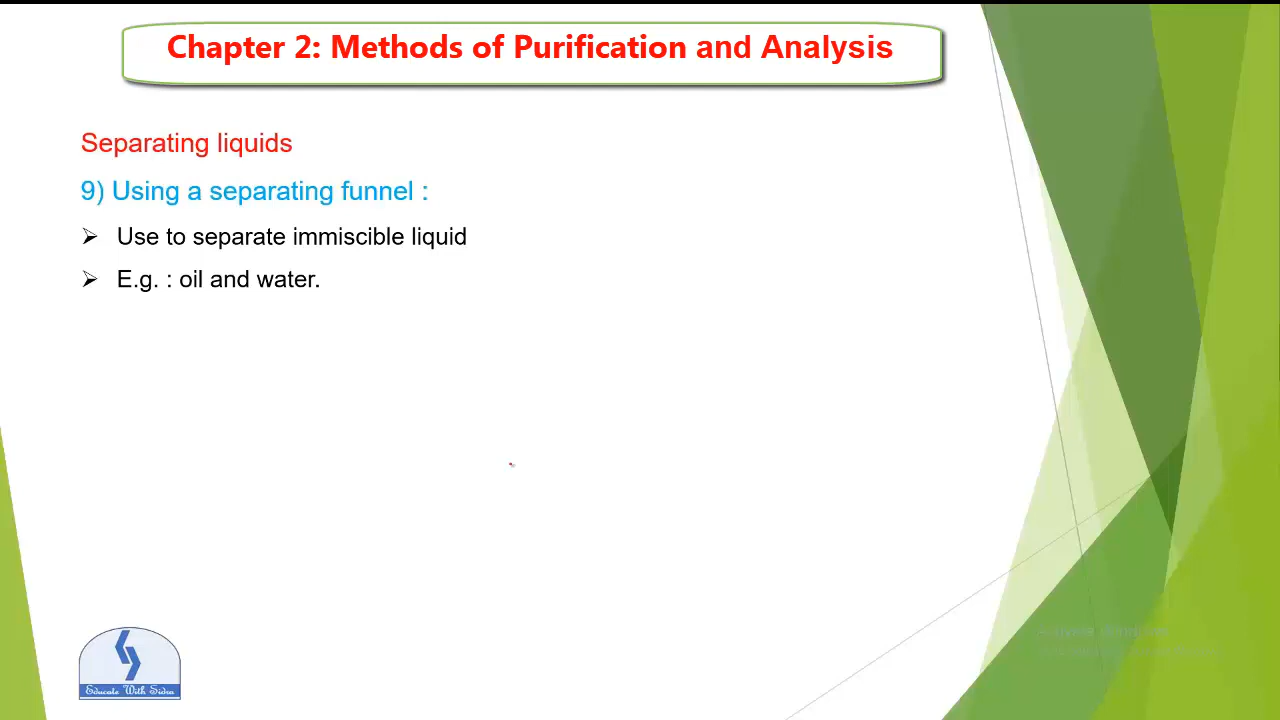 Chapter 2: Methods of Purification and Analysis
Separating liquids
9) Using a separating funnel :
➢ Use to separate immiscible liquid
➢ E.g. : oil and water.
Educate With Sidra